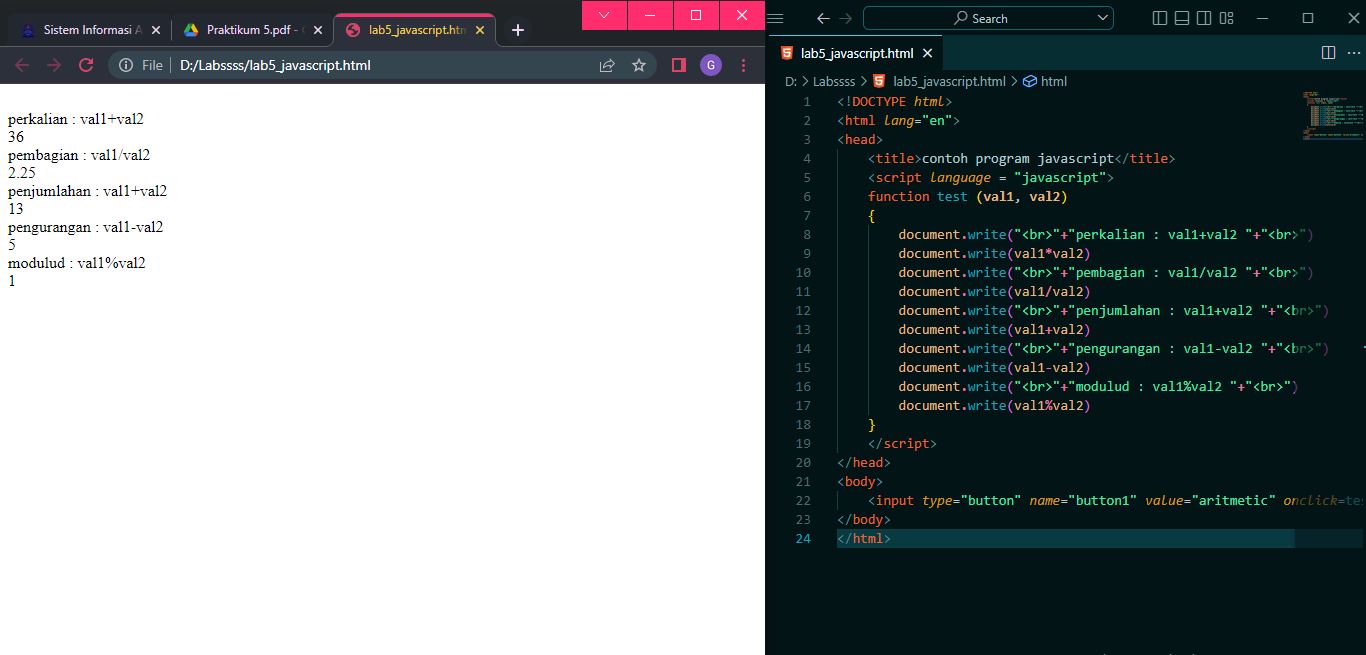 Sistem Informasi A
Praktikum 5.pdf -
lab5_javascript.htm
File
D:/Labssss/lab5_javascript.html
G
perkalian : val1+val2
36
pembagian : val1/val2
2.25
penjumlahan : val1+val2
13
pengurangan : val1-val2
5
modulud : val1%val2
1
Search
lab5_javascript.html
D: > Labssss > lab5_javascript.html > html
1 <!DOCTYPE html>
2 <html lang="en">
3 <head>
4 <title>contoh program javascript</title>
5 <script language = "javascript">
6 function test (val1, val2)
7 {
8 document.write("<br>"+"perkalian : val1+val2 "+"<br>")
9 document.write(val1*val2)
10 document.write("<br>"+"pembagian : val1/val2 "+"<br>")
11 document.write(val1/val2)
12 document.write("<br>"+"penjumlahan : val1+val2 "+"<br>")
13 document.write(val1+val2)
14 document.write("<br>"+"pengurangan : val1-val2 "+"<br>")
15 document.write(val1-val2)
16 document.write("<br>"+"modulud : val1%val2 "+"<br>")
17 document.write(val1%val2)
18 }
19 </script>
20 </head>
21 <body>
22 <input type="button" name="button1" value="aritmetic" onclick=tes
23 </body>
24 </html>